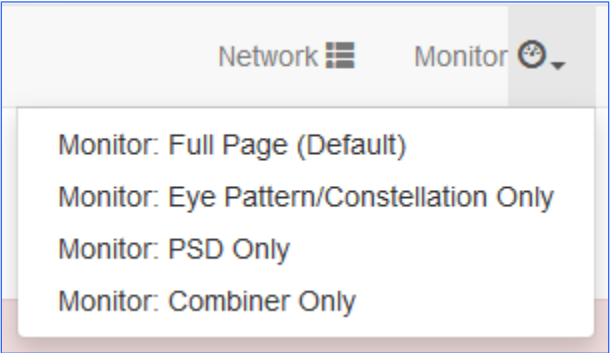 Network Monitor
Monitor: Full Page (Default)
Monitor: Eye Pattern/Constellation Only
Monitor: PSD Only
Monitor: Combiner Only